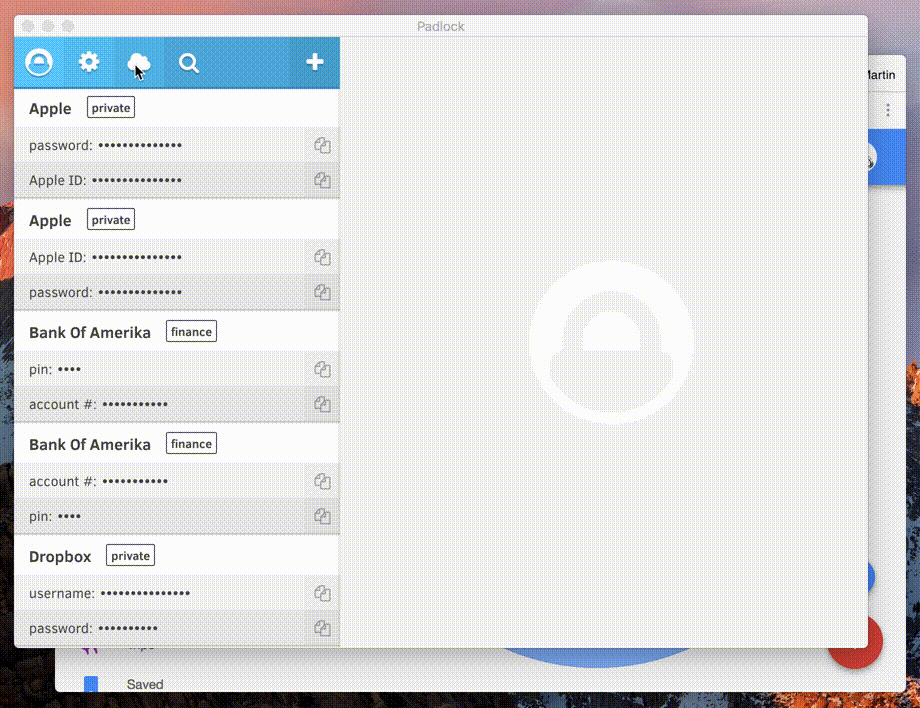 Padlock
Martin
Apple private
password: ••••••••••••••
Apple ID: ••••••••••••••
Apple private
Apple ID: ••••••••••••••
password: ••••••••••••••
Bank Of Amerika finance
pin: ••••
account #: •••••••••••
Bank Of Amerika finance
account #: •••••••••••
pin: ••••
Dropbox private
username: •••••••••••••••
password: ••••••••••
Saved